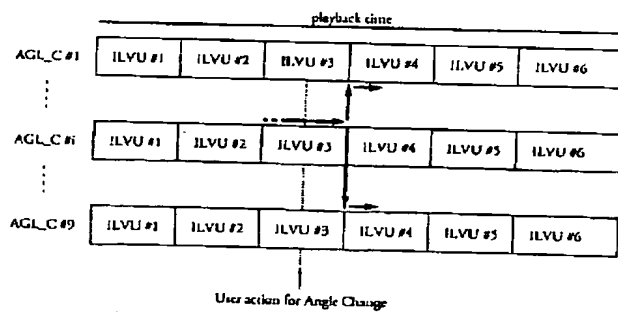 playback time
AGL_C #1 ILVU #1 ILVU #2 ILVU #3 ILVU #4 ILVU #5 ILVU #6
AGL_C #i ILVU #1 ILVU #2 ILVU #3 ILVU #4 ILVU #5 ILVU #6
AGL_C #9 ILVU #1 ILVU #2 ILVU #3 ILVU #4 ILVU #5 ILVU #6
User action for Angle Change